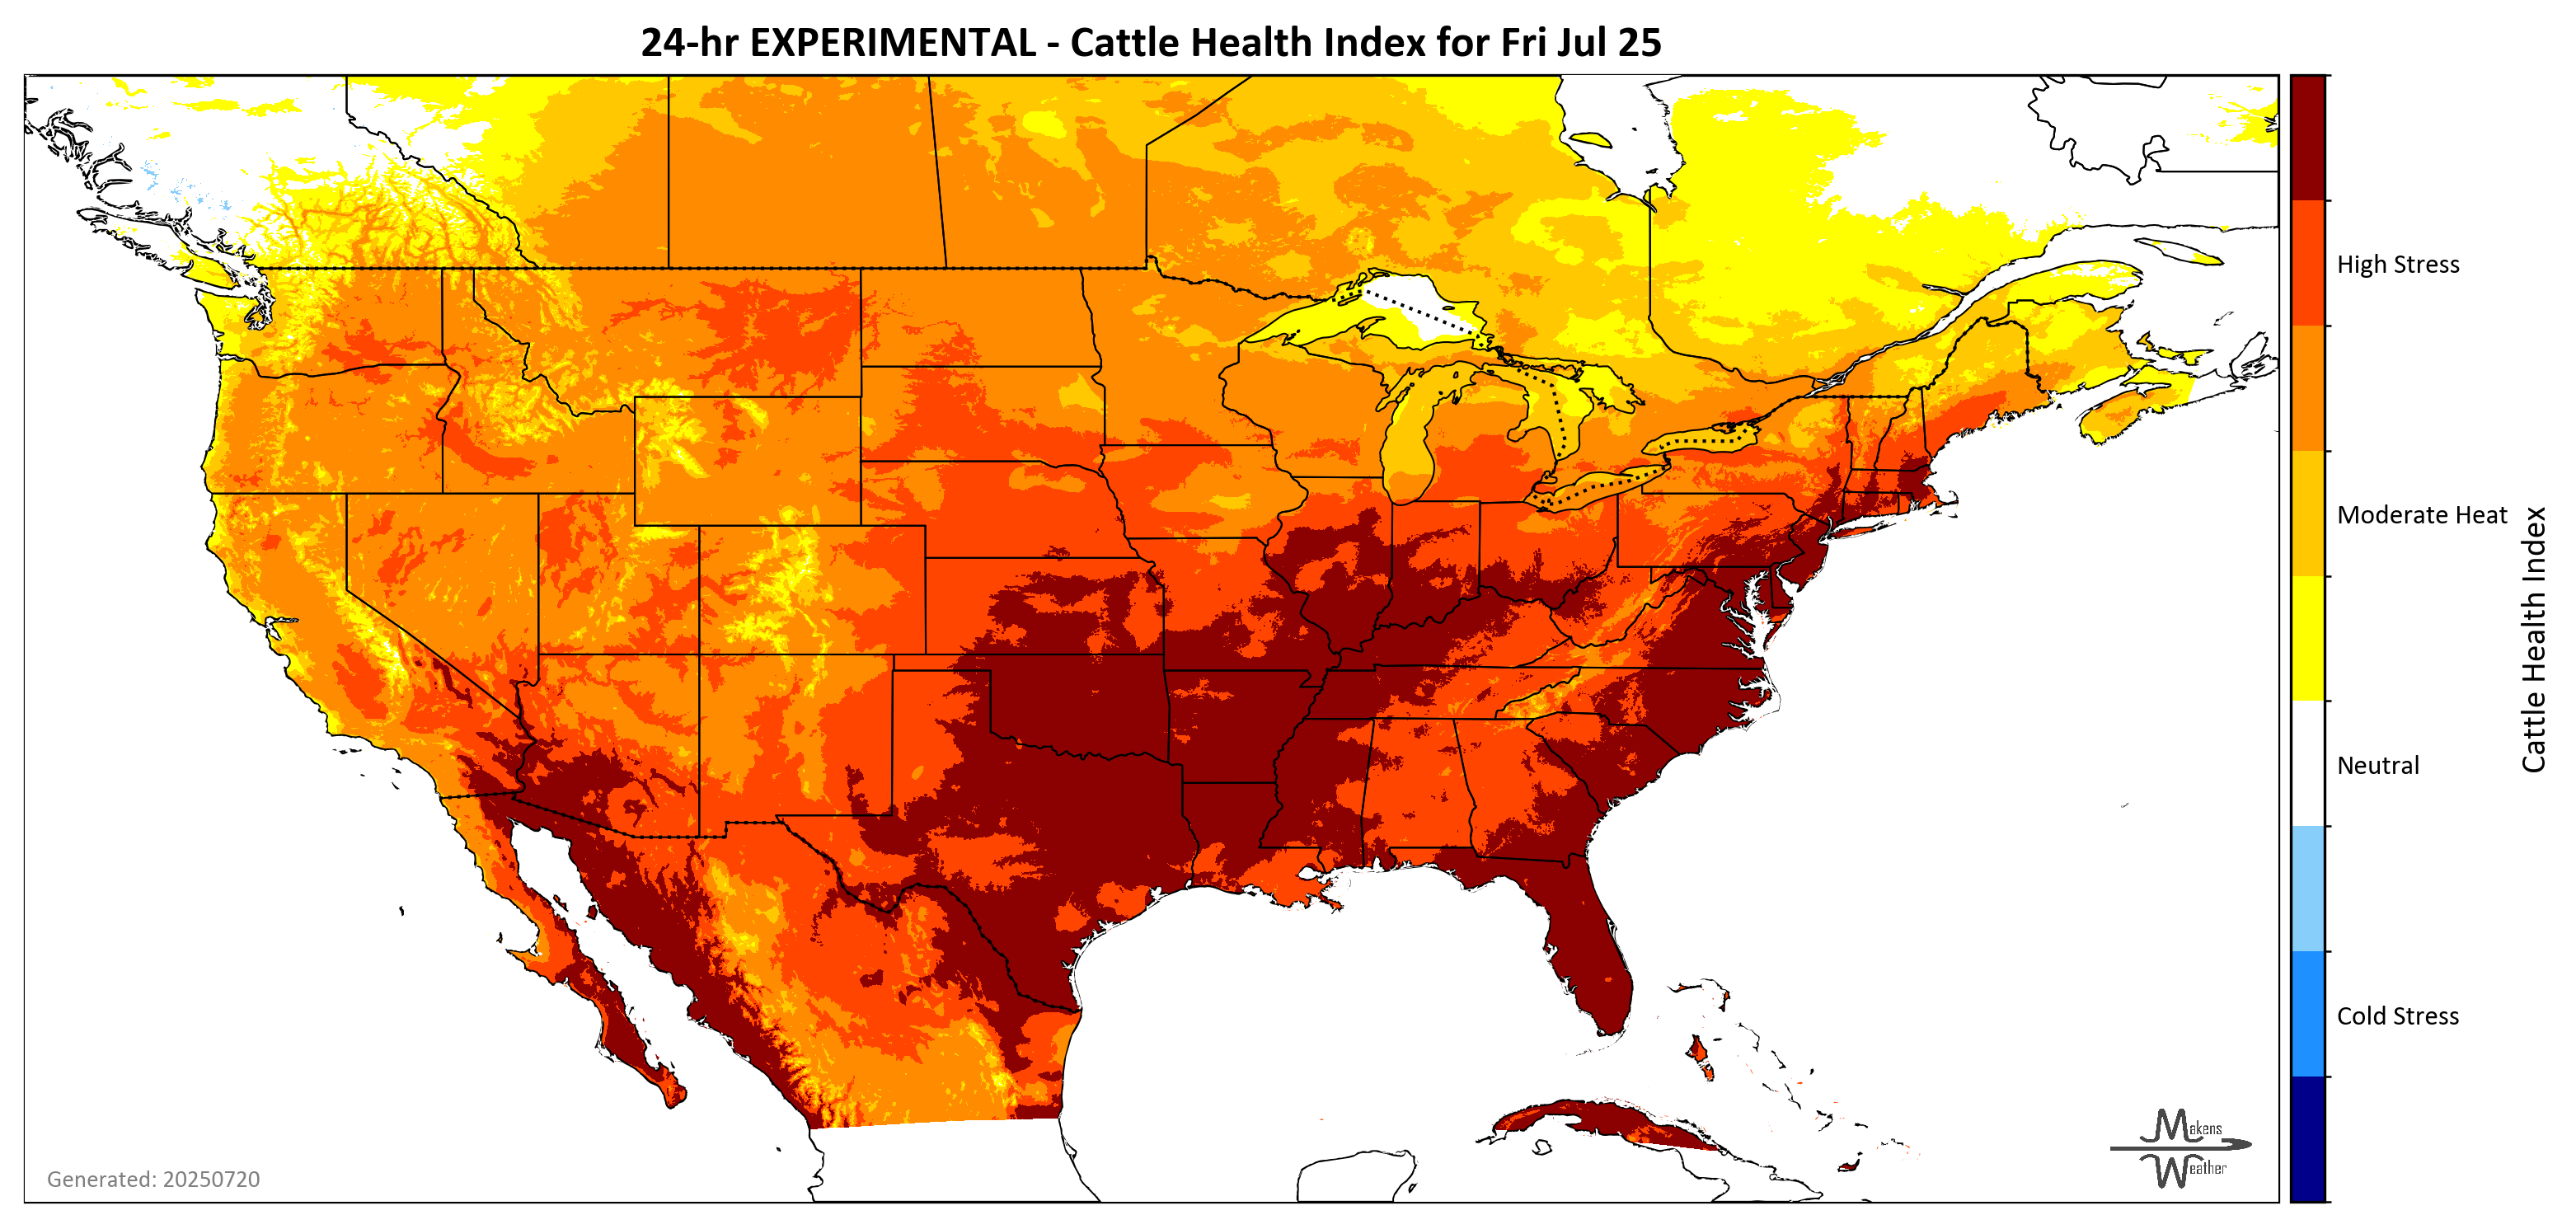 24-hr EXPERIMENTAL - Cattle Health Index for Fri Jul 25
High Stress
Moderate Heat
Neutral
Cold Stress
Cattle Health Index
Generated: 20250720
Makens
Weather